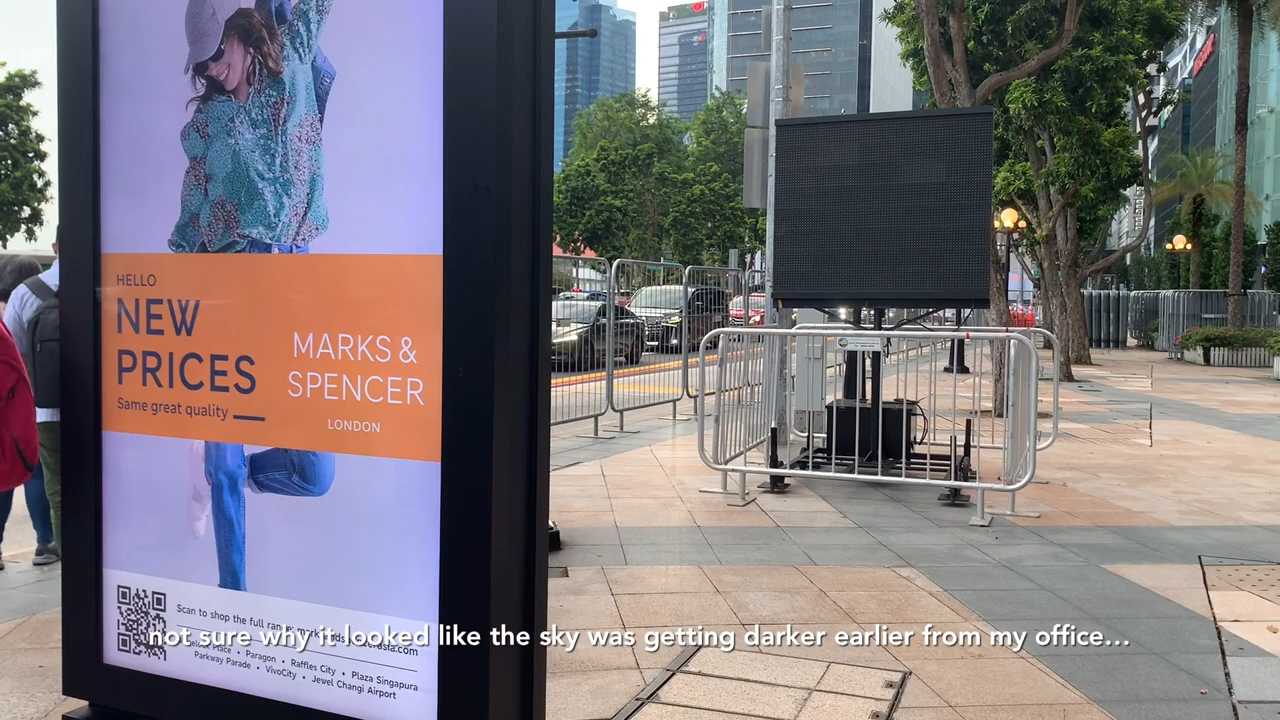 HELLO
NEW
PRICES
Same great quality
MARKS &
SPENCER
LONDON
Scan to shop the full range:
Place • Paragon • Raffles City • Plaza Singapura
Parkway Parade • VivoCity • Jewel Changi Airport
not sure why it looked like the sky was getting darker earlier from my office...